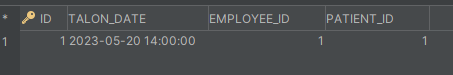 * ID TALON_DATE EMPLOYEE_ID PATIENT_ID
1 1 2023-05-20 14:00:00 1 1